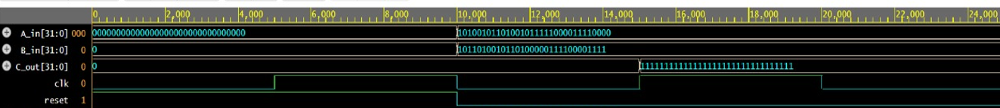 0 2,000 4,000 6,000 8,000 10,000 12,000 14,000 16,000 18,000 20,000 22,000 24,000
A_in[31:0] 000 00000000000000000000000000000000 10100101101001011111000011110000
B_in[31:0] 0 0 1011010010110100000111100001111
C_out[31:0] 0 0 11111111111111111111111111111111
clk 0
reset 1